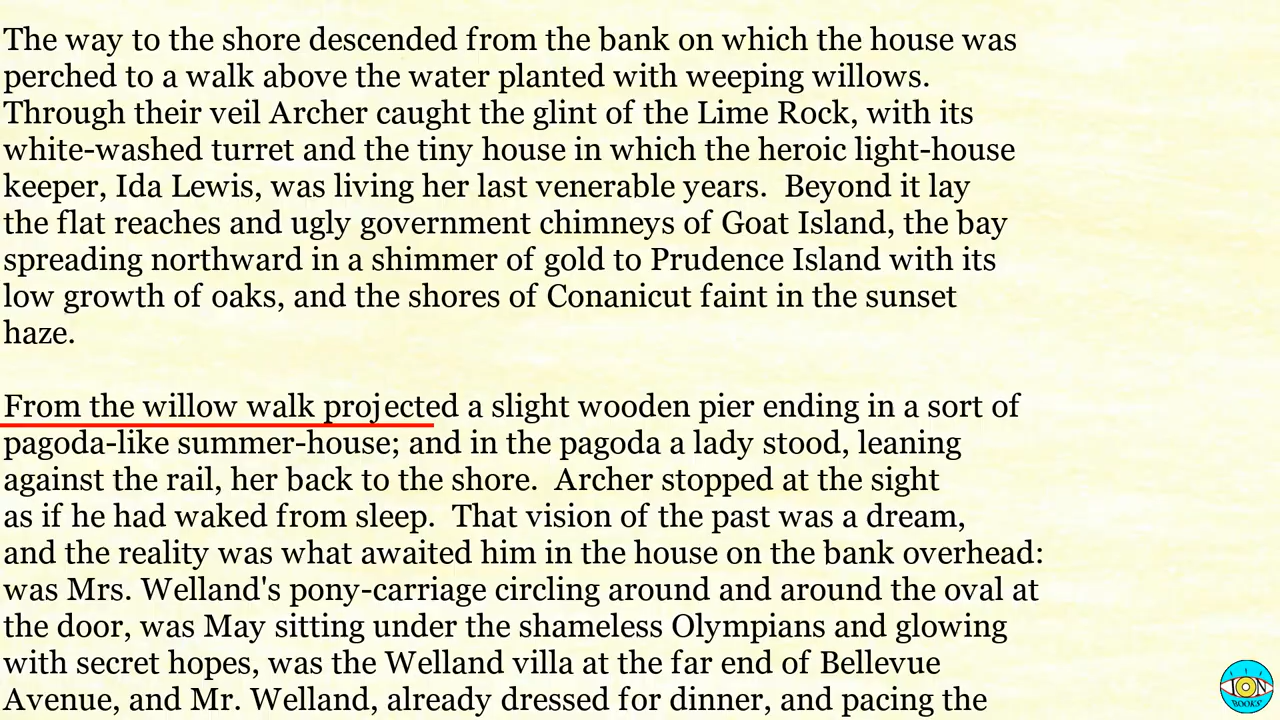 The way to the shore descended from the bank on which the house was
perched to a walk above the water planted with weeping willows.
Through their veil Archer caught the glint of the Lime Rock, with its
white-washed turret and the tiny house in which the heroic light-house
keeper, Ida Lewis, was living her last venerable years.  Beyond it lay
the flat reaches and ugly government chimneys of Goat Island, the bay
spreading northward in a shimmer of gold to Prudence Island with its
low growth of oaks, and the shores of Conanicut faint in the sunset
haze.
From the willow walk projected a slight wooden pier ending in a sort of
pagoda-like summer-house; and in the pagoda a lady stood, leaning
against the rail, her back to the shore.  Archer stopped at the sight
as if he had waked from sleep.  That vision of the past was a dream,
and the reality was what awaited him in the house on the bank overhead:
was Mrs. Welland's pony-carriage circling around and around the oval at
the door, was May sitting under the shameless Olympians and glowing
with secret hopes, was the Welland villa at the far end of Bellevue
Avenue, and Mr. Welland, already dressed for dinner, and pacing the
ION
BOOKS